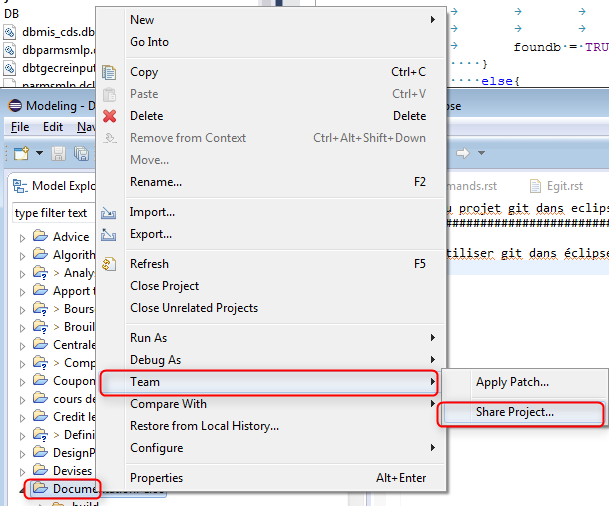 DB
dbmis_cds.db
dbparmsmlp.
dbtgecreinput
foundb = TRU
}
else{
Modeling - D
pse
File Edit Nav
Model Explo
type filter text
Advice
Algorith
> Analys
Apport t
> Bours
> Brouil
Centrale
> Comp
Coupon
cours de
Credit le
> Defini
DesignP
Devises
Documentation
build
New
Go Into
Copy Ctrl+C
Paste Ctrl+V
Delete Delete
Remove from Context Ctrl+Alt+Shift+Down
Move...
Rename... F2
Import...
Export...
Refresh F5
Close Project
Close Unrelated Projects
Run As
Debug As
Team
Compare With
Restore from Local History...
Configure
Properties Alt+Enter
Apply Patch...
Share Project...
mands.rst Egit.rst
u projet git dans eclips
########################
tiliser git dans éclipse